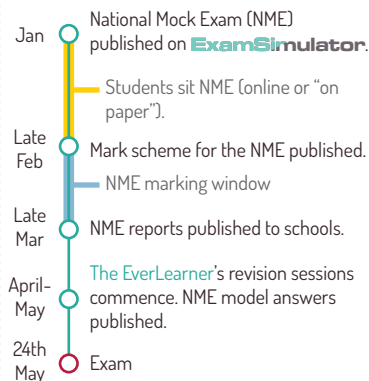 Jan
National Mock Exam (NME)
published on ExamSimulator.
Students sit NME (online or “on
paper”).
Late
Feb
Mark scheme for the NME published.
NME marking window
Late
Mar
NME reports published to schools.
April-
May
The EverLearner’s revision sessions
commence. NME model answers
published.
24th
May
Exam